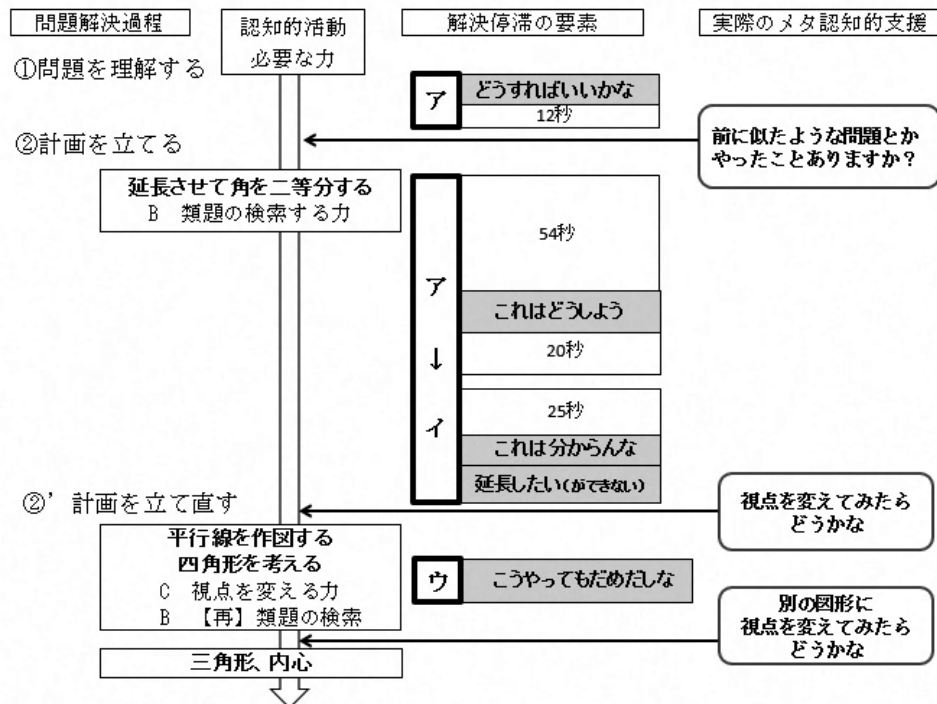 問題解決過程
認知的活動
必要な力
解決停滞の要素
実際のメタ認知的支援
①問題を理解する
ア
どうすればいいかな
12秒
②計画を立てる
前に似たような問題とか
やったことありますか？
延長させて角を二等分する
B 類題の検索する力
ア
↓
イ
54秒
これはどうしよう
20秒
25秒
これは分からんな
延長したい(ができない)
②’計画を立て直す
視点を変えてみたら
どうかな
平行線を作図する
四角形を考える
C 視点を変える力
B 【再】類題の検索
ウ
こうやってもだめだしな
別の図形に
視点を変えてみたら
どうかな
三角形、内心